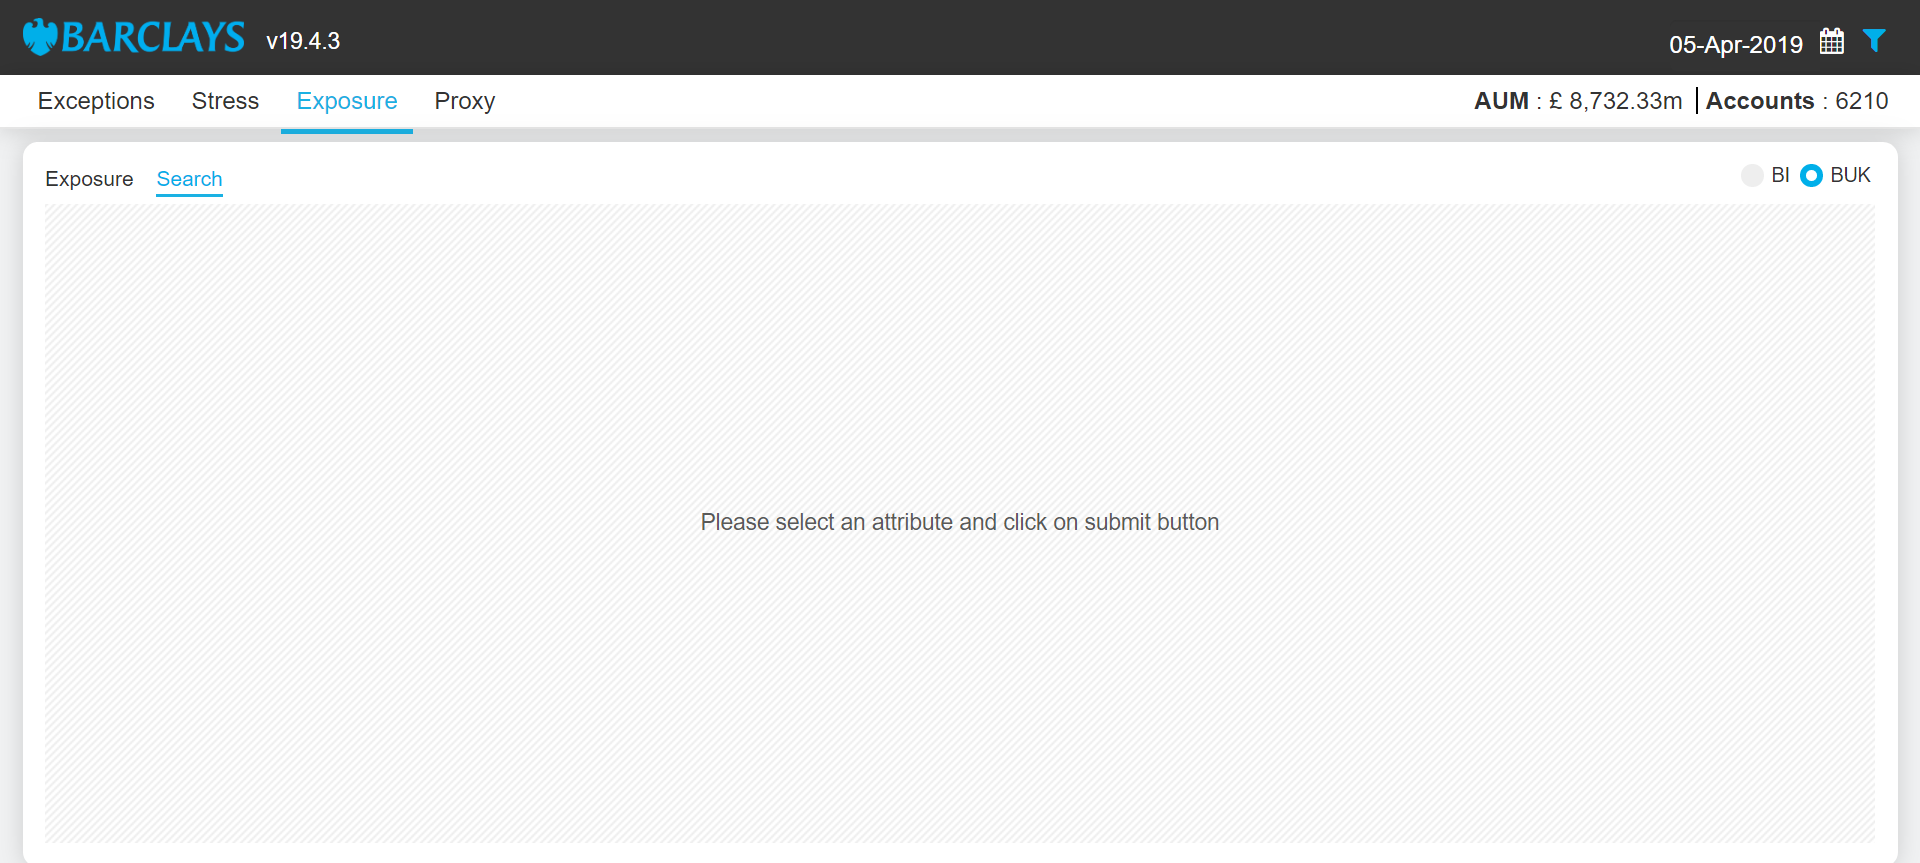 BARCLAYS v19.4.3 05-Apr-2019
Exceptions Stress Exposure Proxy AUM : £ 8,732.33m Accounts : 6210
Exposure Search BI BUK
Please select an attribute and click on submit button